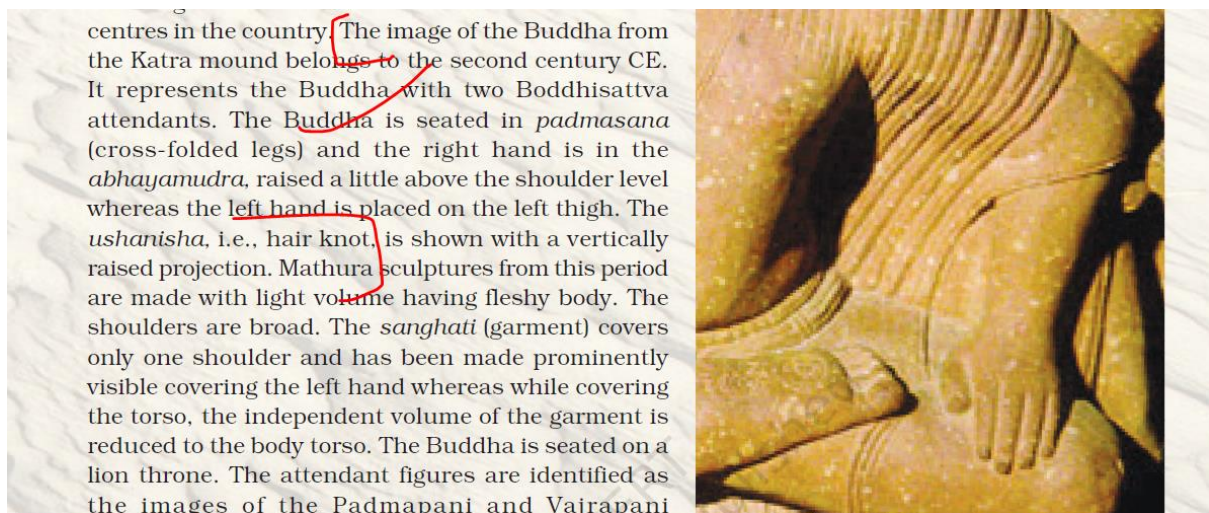 centres in the country. The image of the Buddha from
the Katra mound belongs to the second century CE.
It represents the Buddha with two Boddhisattva
attendants. The Buddha is seated in padmasana
(cross-folded legs) and the right hand is in the
abhayamudra, raised a little above the shoulder level
whereas the left hand is placed on the left thigh. The
ushanisha, i.e., hair knot, is shown with a vertically
raised projection. Mathura sculptures from this period
are made with light volume having fleshy body. The
shoulders are broad. The sanghati (garment) covers
only one shoulder and has been made prominently
visible covering the left hand whereas while covering
the torso, the independent volume of the garment is
reduced to the body torso. The Buddha is seated on a
lion throne. The attendant figures are identified as
the images of the Padmapani and Vajrapani